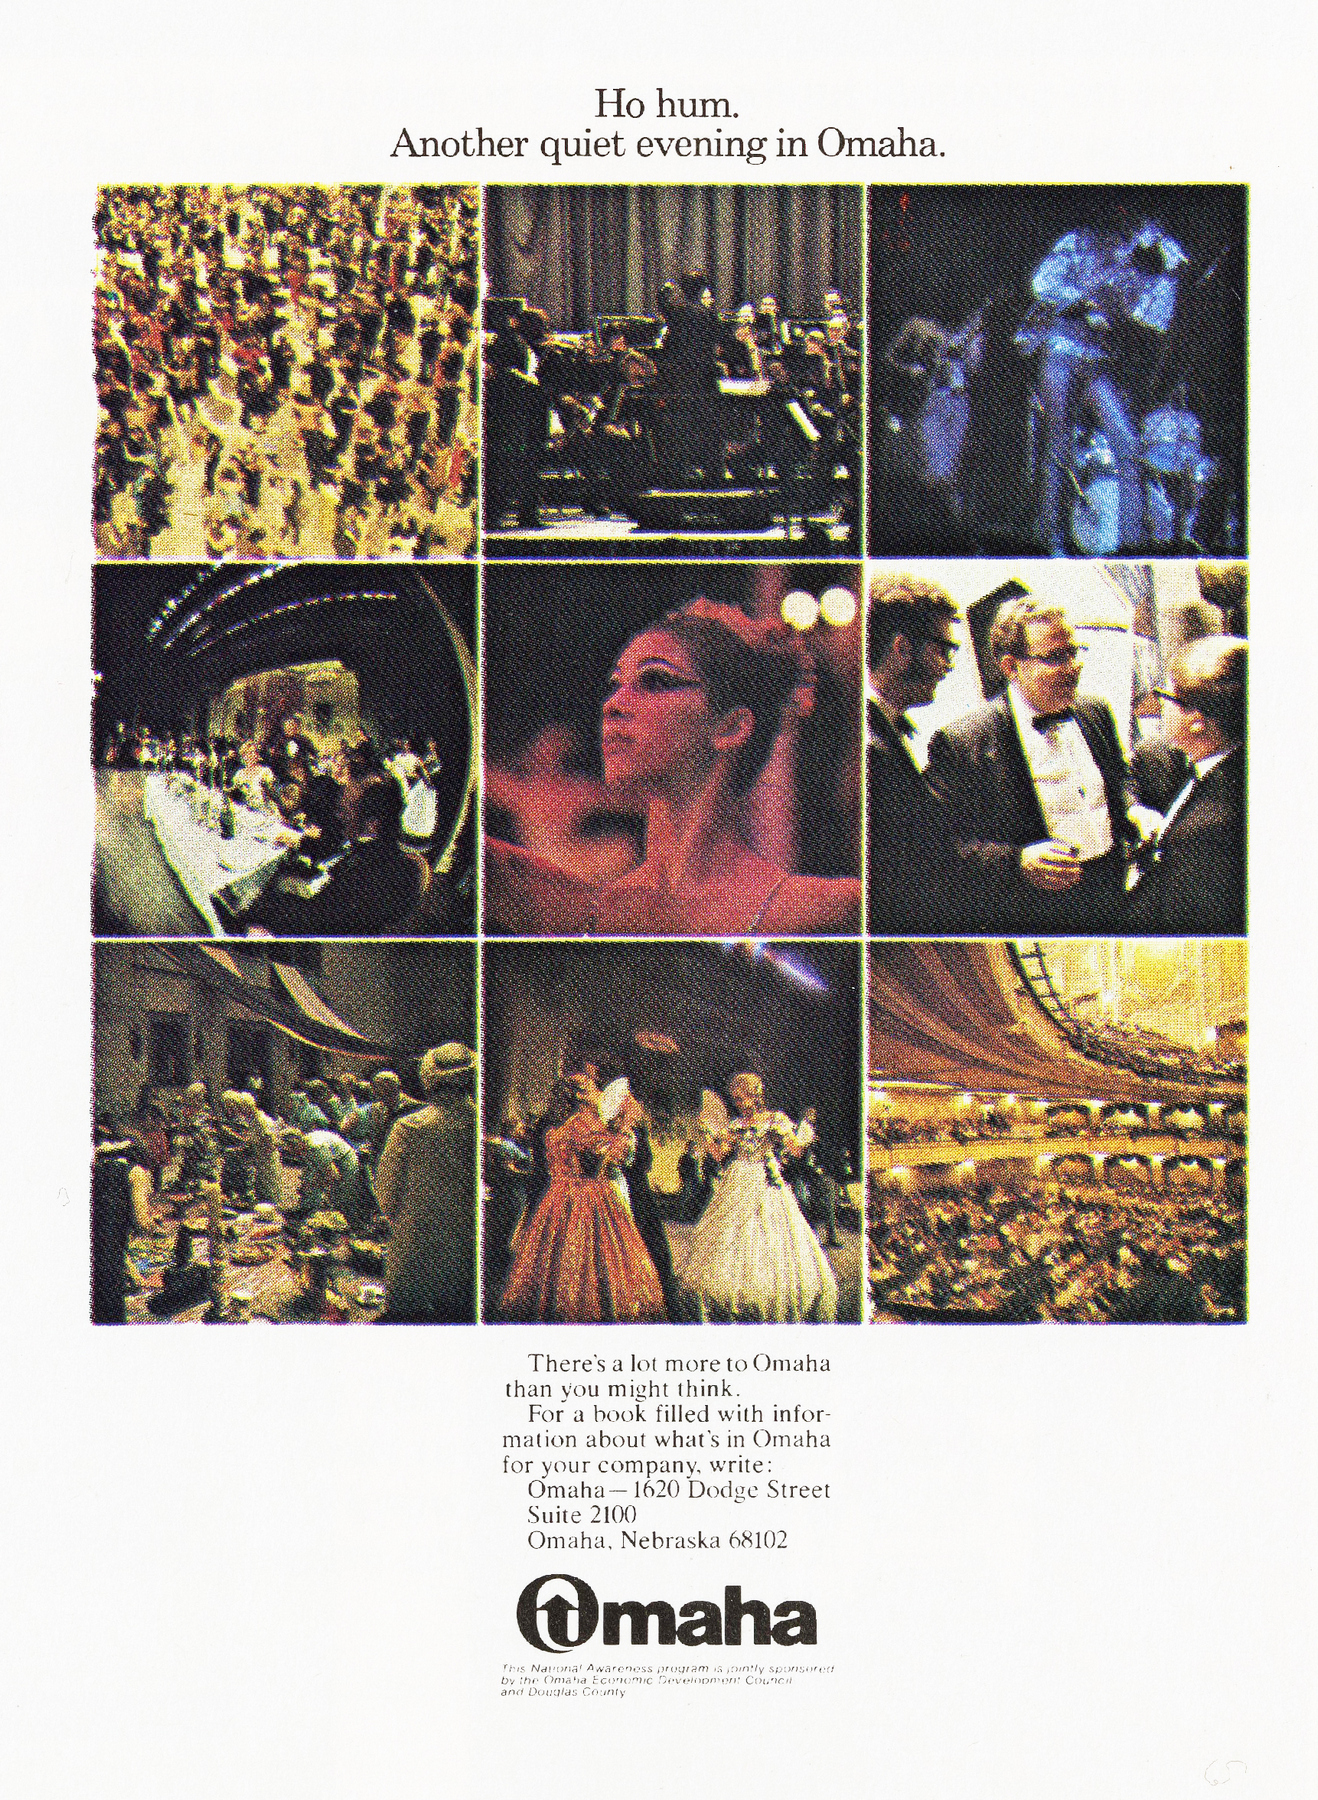 Ho hum.
Another quiet evening in Omaha.
There's a lot more to Omaha
than you might think.
For a book filled with infor-
mation about what's in Omaha
for your company, write:
Omaha—1620 Dodge Street
Suite 2100
Omaha, Nebraska 68102
Omaha
This National Awareness program is jointly sponsored
by the Omaha Economic Development Council
and Douglas County